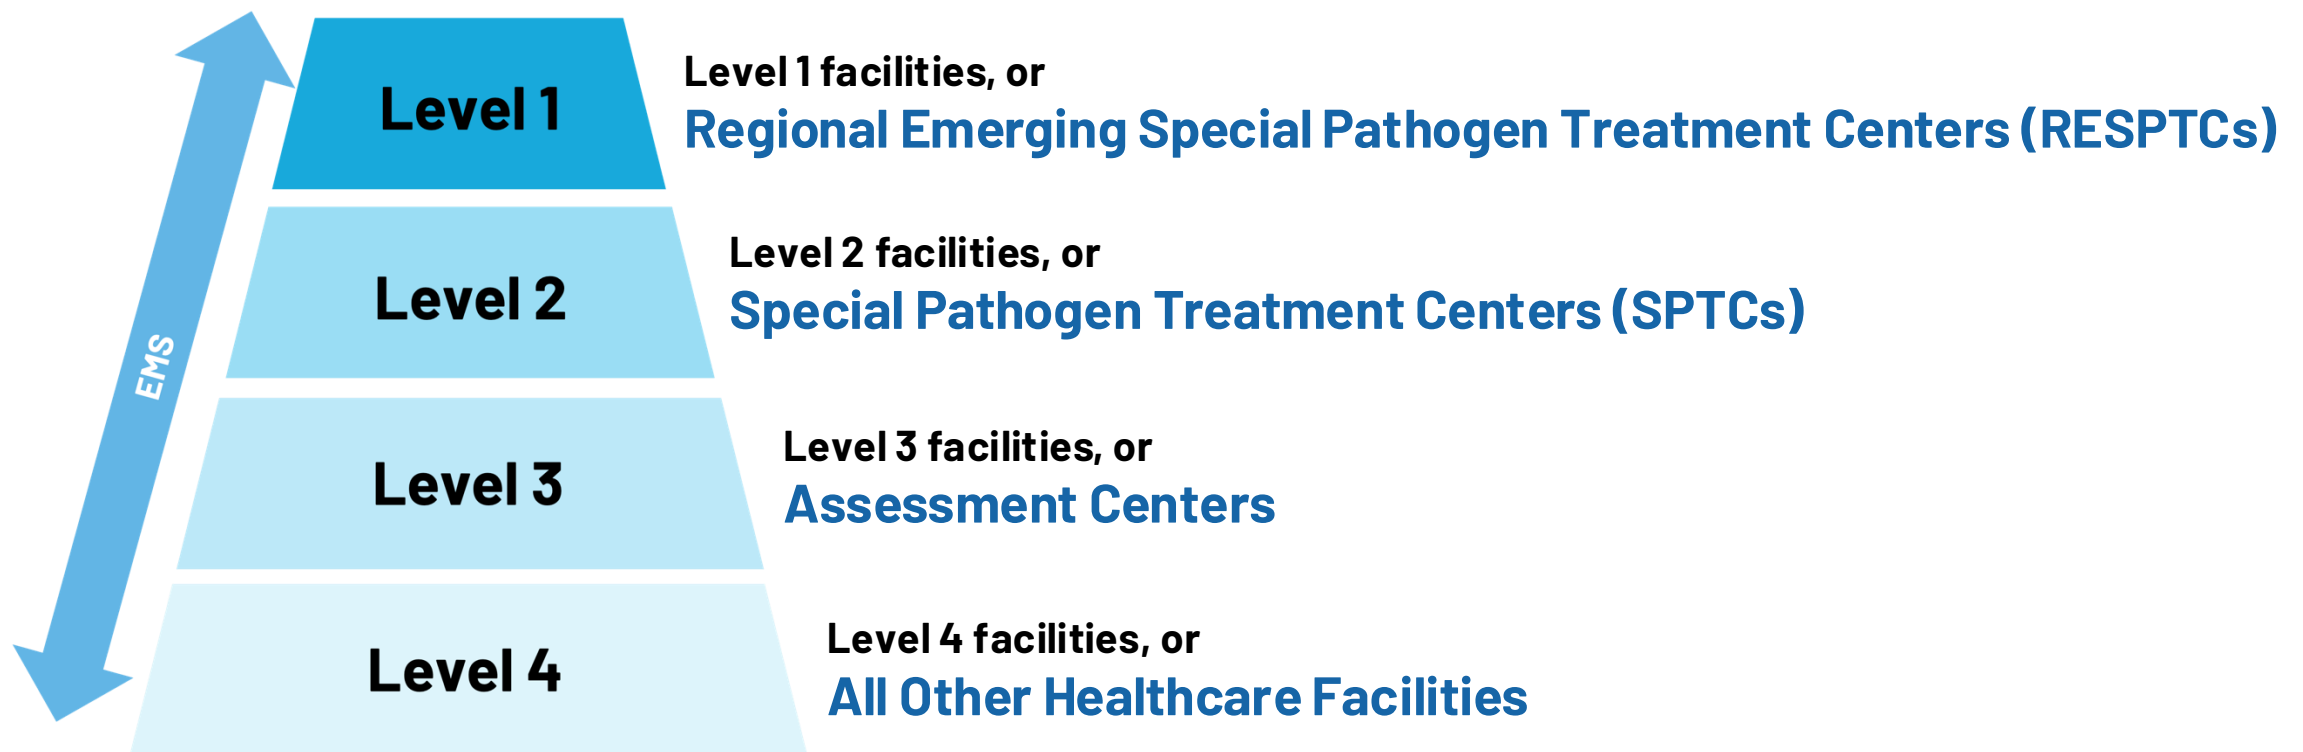 EMS
Level 1
Level 1 facilities, or
Regional Emerging Special Pathogen Treatment Centers (RESPTCs)
Level 2
Level 2 facilities, or
Special Pathogen Treatment Centers (SPTCs)
Level 3
Level 3 facilities, or
Assessment Centers
Level 4
Level 4 facilities, or
All Other Healthcare Facilities